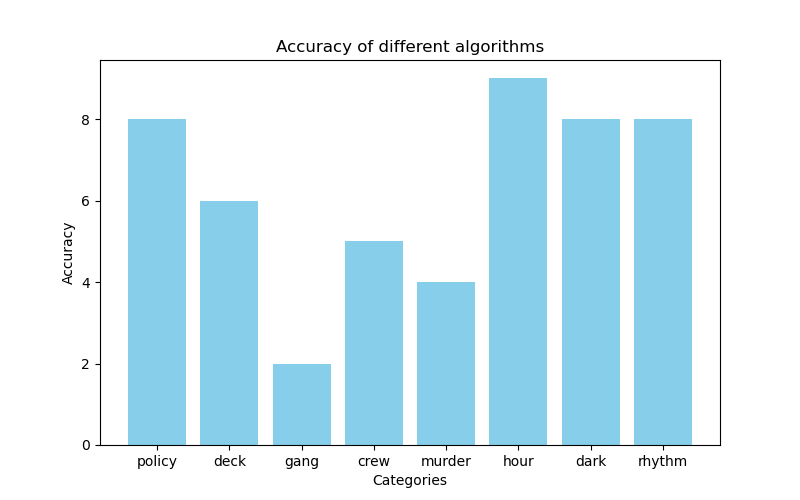 Accuracy of different algorithms
Accuracy
8
6
4
2
0
policy deck gang crew murder hour dark rhythm
Categories